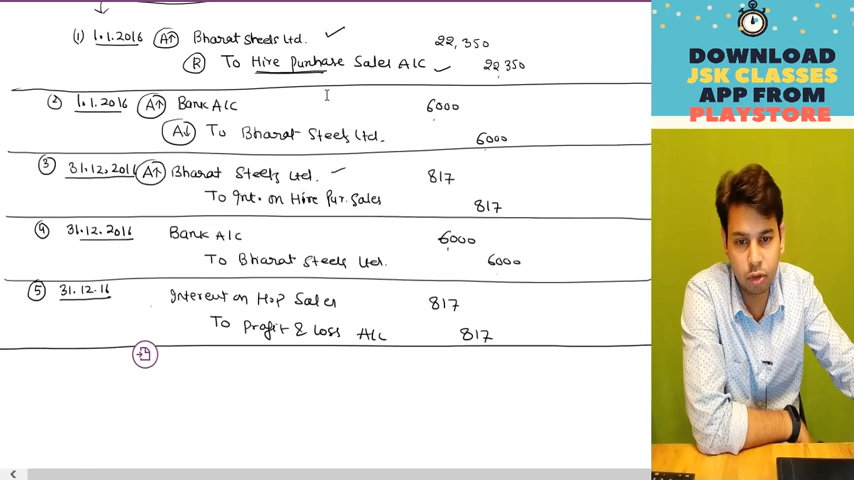 (1) 1.1.2016 A↑ Bharat Steels Ltd. 22,350
R To Hire Purchase Sales A/C 22,350
2 1.1.2016 A↑ Bank A/C 6000
A↓ To Bharat Steels Ltd. 6000
3 31.12.2016 A↑ Bharat Steels Ltd. 817
To Int. on Hire Pur. Sales 817
4 31.12.2016 Bank A/C 6000
To Bharat Steels Ltd. 6000
5 31.12.16 Interest on H.P Sales 817
To Profit & Loss A/C 817
DOWNLOAD
JSK CLASSES
APP FROM
PLAYSTORE